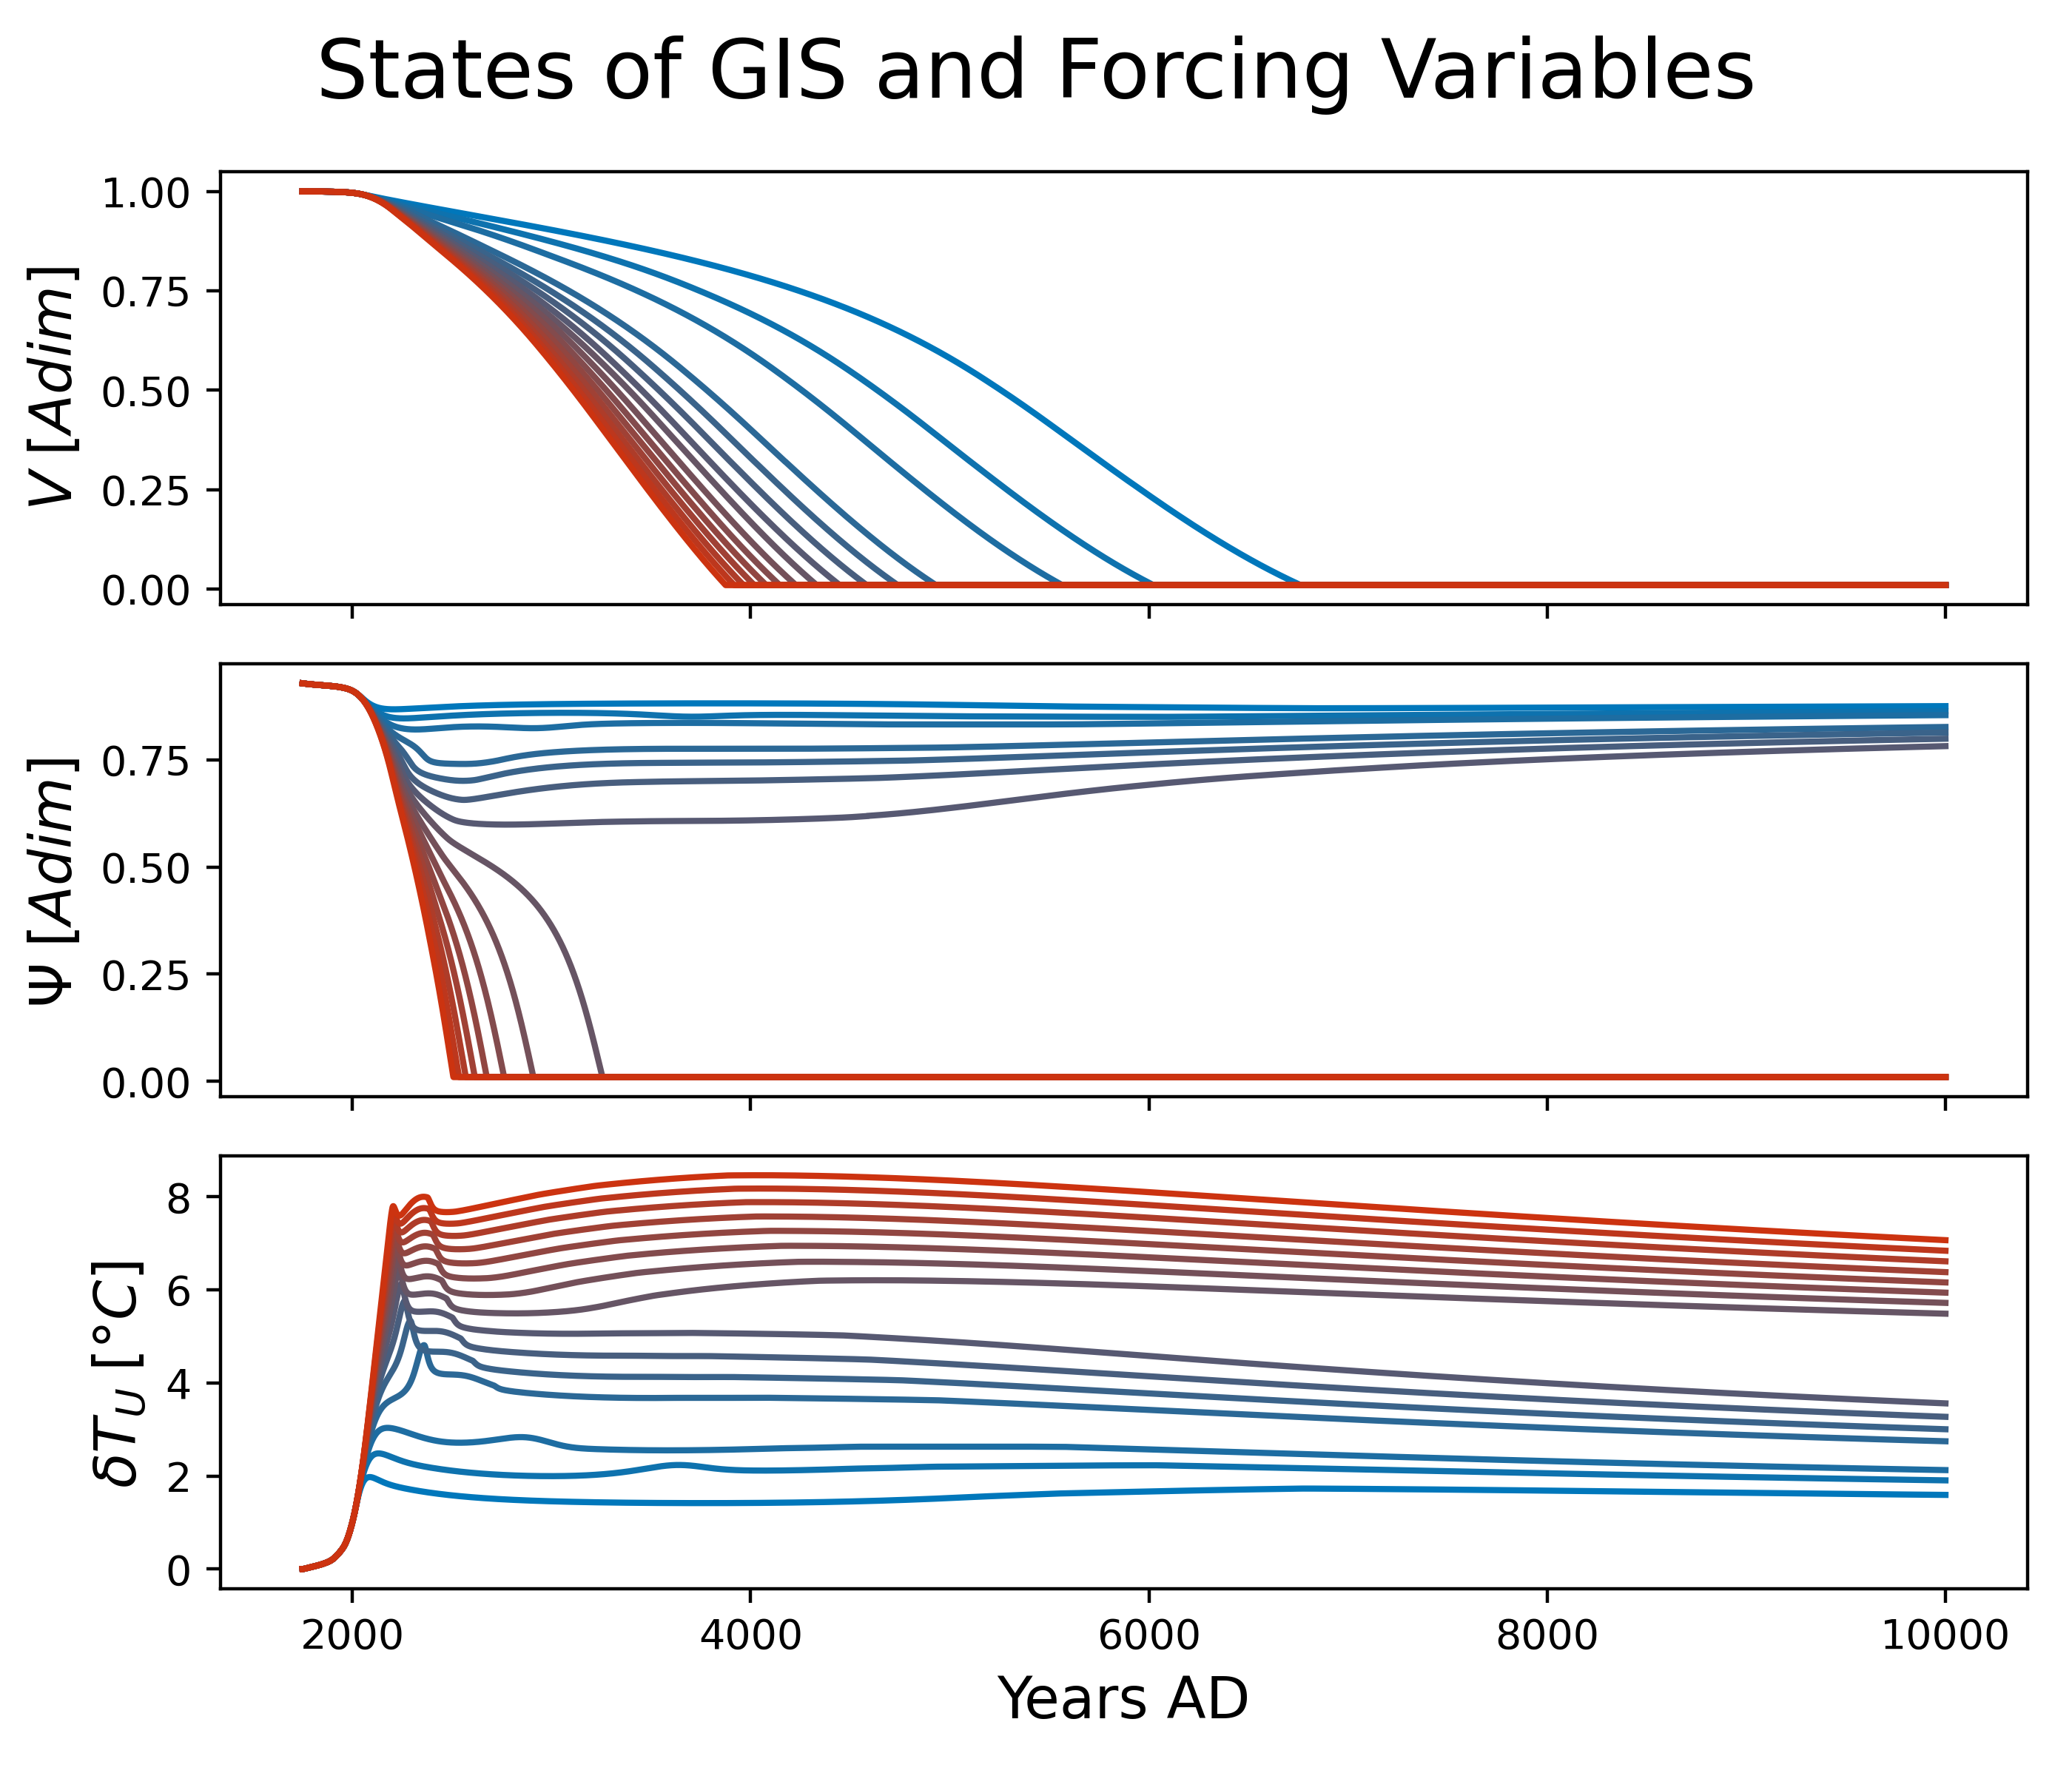 States of GIS and Forcing Variables
V [Adim]
1.00
0.75
0.50
0.25
0.00
Ψ [Adim]
0.75
0.50
0.25
0.00
δT_U [°C]
8
6
4
2
0
2000 4000 6000 8000 10000
Years AD